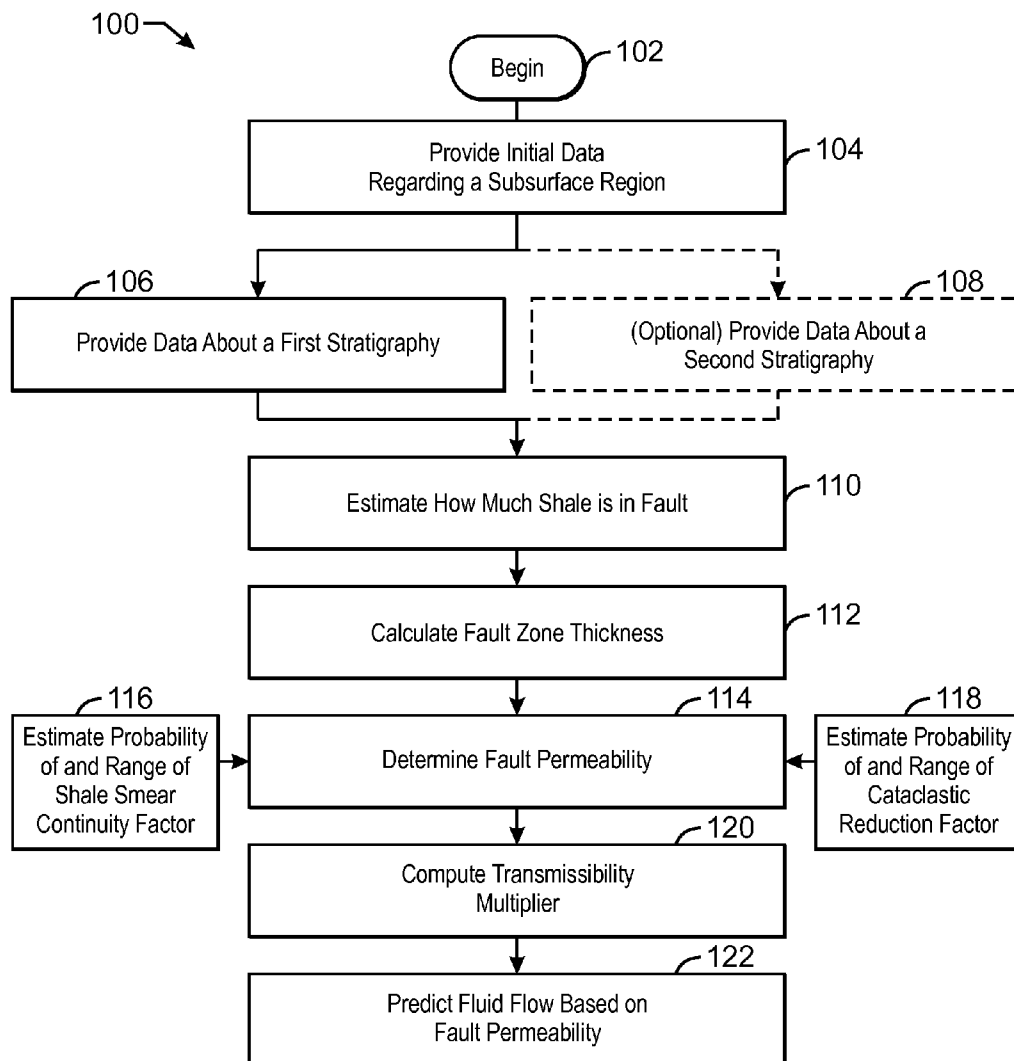 100
Begin
102
Provide Initial Data
Regarding a Subsurface Region
104
106
Provide Data About a First Stratigraphy
108
(Optional) Provide Data About a
Second Stratigraphy
Estimate How Much Shale is in Fault
110
Calculate Fault Zone Thickness
112
116
Estimate Probability
of and Range of
Shale Smear
Continuity Factor
114
Determine Fault Permeability
118
Estimate Probability
of and Range of
Cataclastic
Reduction Factor
120
Compute Transmissibility
Multiplier
122
Predict Fluid Flow Based on
Fault Permeability